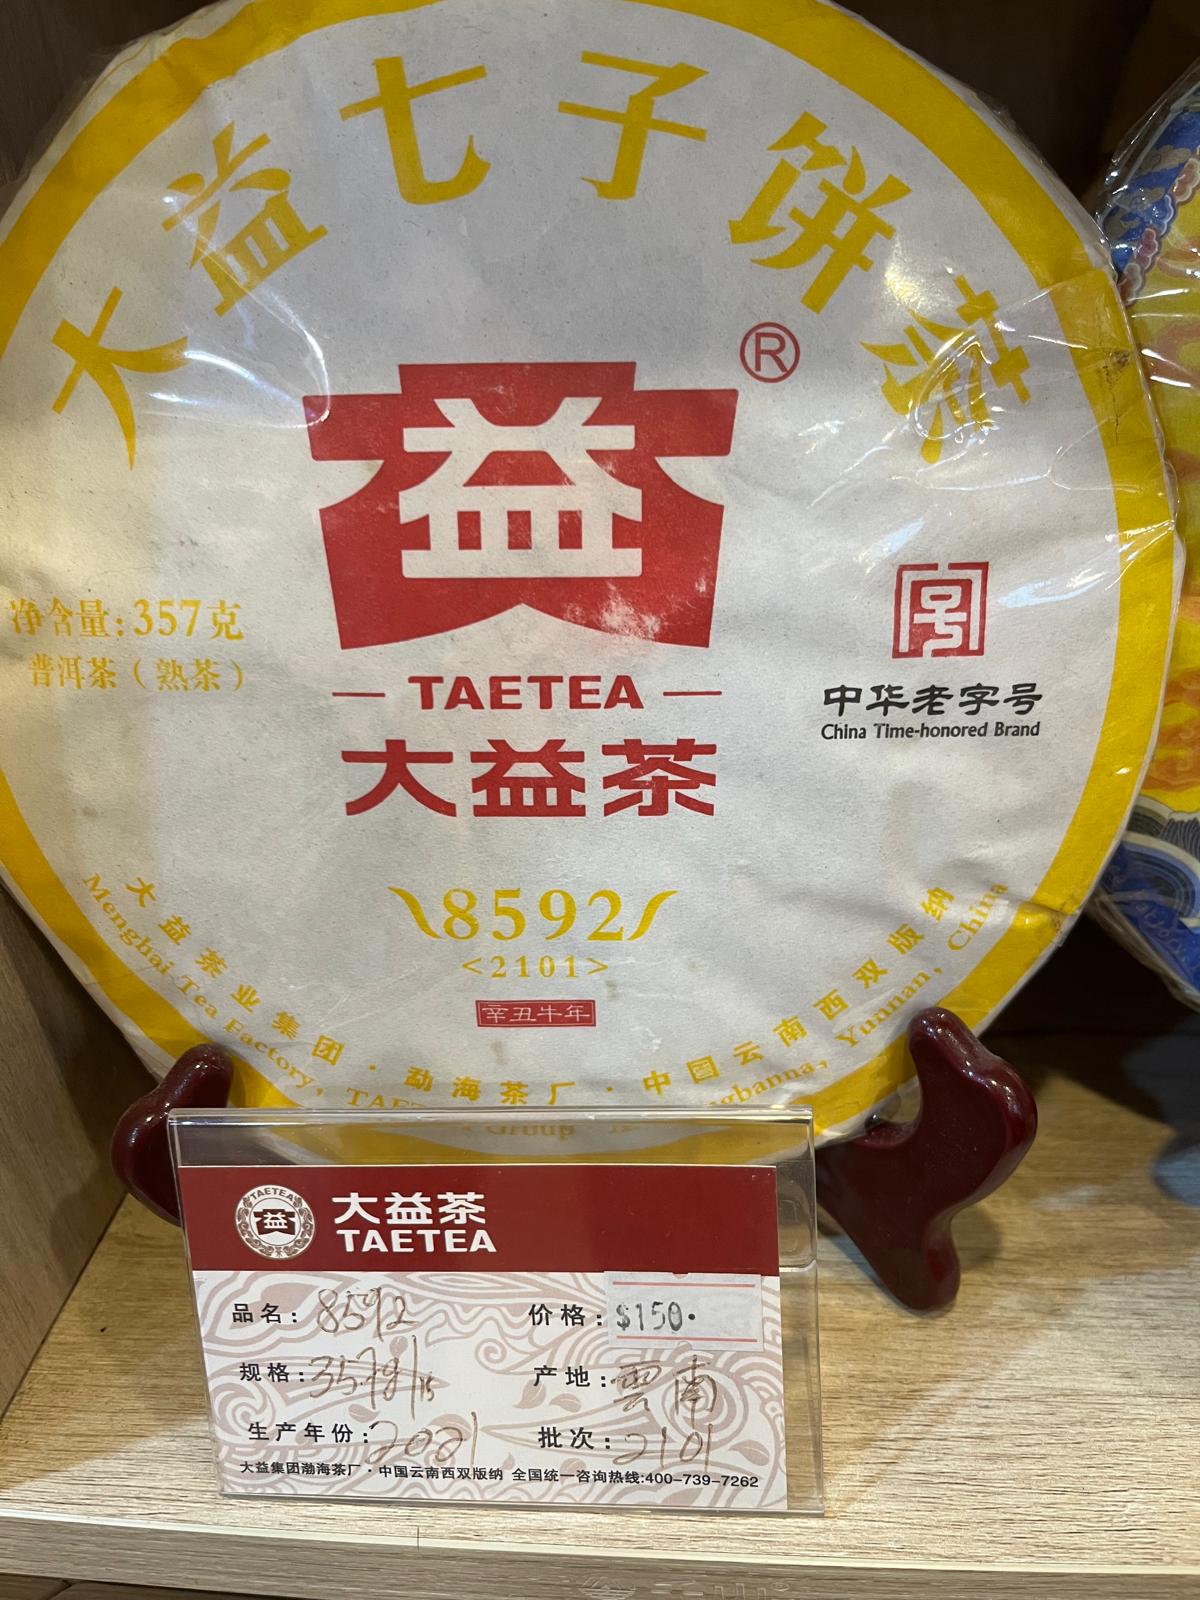 大益七子饼茶
益
®
净含量:357克
普洱茶(熟茶)
TAETEA
大益茶
号
中华老字号
China Time-honored Brand
8592
<2101>
辛丑牛年
大益茶业集团·勐海茶厂·中国云南西双版纳
Menghai Tea Factory, TAETEA Group
Yunnan, China
TAETEA
益
大益茶
TAETEA
品名: 8592
价格: $150.
规格: 357g/
产地: 雲南
生产年份: 2021
批次: 2101
大益集团渤海茶厂·中国云南西双版纳 全国统一咨询热线:400-739-7262